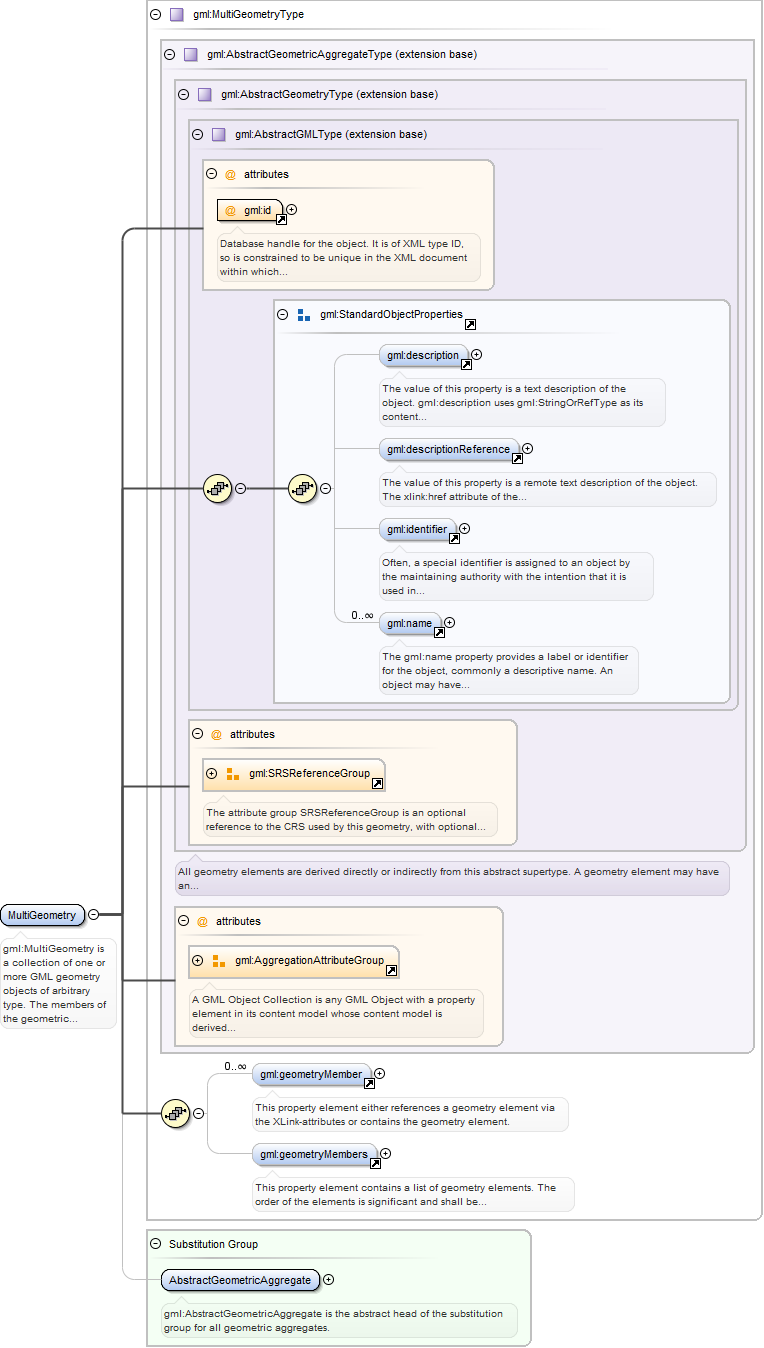 gml:MultiGeometryType
gml:AbstractGeometricAggregateType (extension base)
gml:AbstractGeometryType (extension base)
gml:AbstractGMLType (extension base)
@ attributes
@ gml:id
Database handle for the object. It is of XML type ID,
so is constrained to be unique in the XML document
within which...
gml:StandardObjectProperties
gml:description
The value of this property is a text description of the
object. gml:description uses gml:StringOrRefType as its
content...
gml:descriptionReference
The value of this property is a remote text description of the object.
The xlink:href attribute of the...
gml:identifier
Often, a special identifier is assigned to an object by
the maintaining authority with the intention that it is
used in...
0..∞
gml:name
The gml:name property provides a label or identifier
for the object, commonly a descriptive name. An
object may have...
@ attributes
gml:SRSReferenceGroup
The attribute group SRSReferenceGroup is an optional
reference to the CRS used by this geometry, with optional...
All geometry elements are derived directly or indirectly from this abstract supertype. A geometry element may have
an...
@ attributes
gml:AggregationAttributeGroup
A GML Object Collection is any GML Object with a property
element in its content model whose content model is
derived...
MultiGeometry
gml:MultiGeometry is
a collection of one or
more GML geometry
objects of arbitrary
type. The members of
the geometric...
0..∞
gml:geometryMember
This property element either references a geometry element via
the XLink-attributes or contains the geometry element.
gml:geometryMembers
This property element contains a list of geometry elements. The
order of the elements is significant and shall be...
Substitution Group
AbstractGeometricAggregate
gml:AbstractGeometricAggregate is the abstract head of the substitution
group for all geometric aggregates.